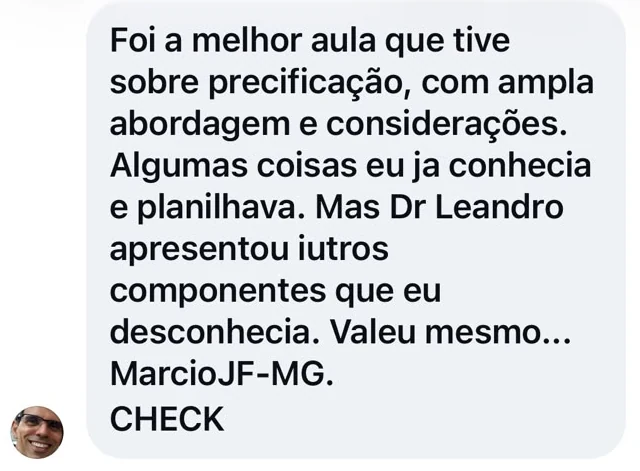 Foi a melhor aula que tive
sobre precificação, com ampla
abordagem e considerações.
Algumas coisas eu ja conhecia
e planilhava. Mas Dr Leandro
apresentou iutros
componentes que eu
desconhecia. Valeu mesmo...
MarcioJF-MG.
CHECK